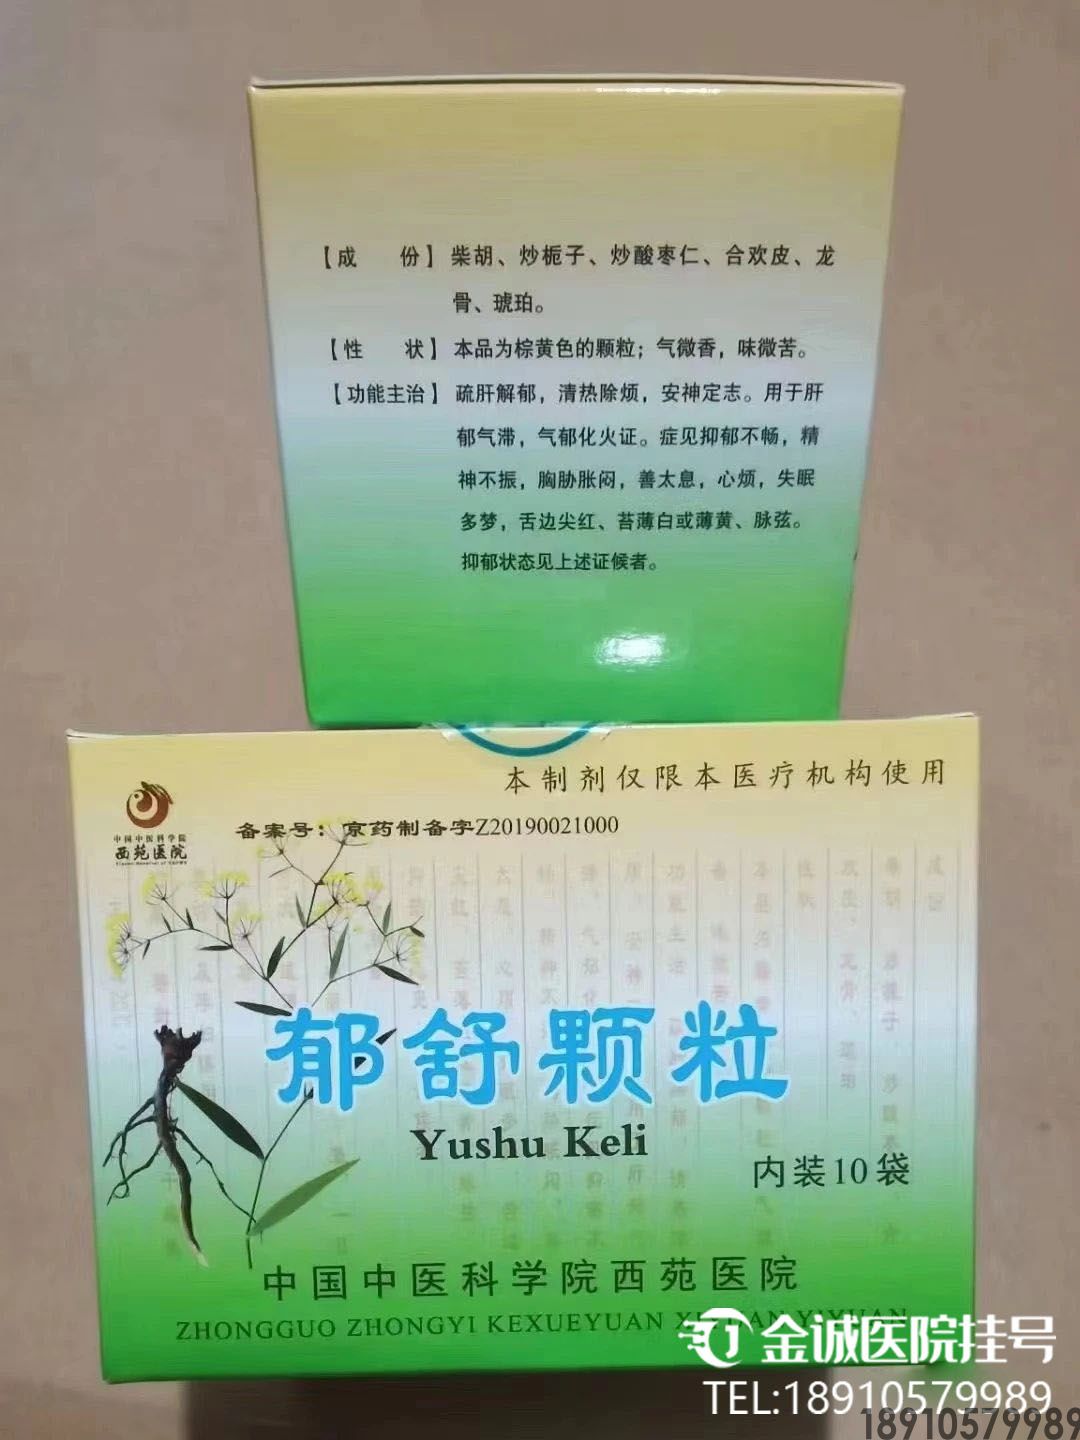 【成　份】柴胡、炒栀子、炒酸枣仁、合欢皮、龙
骨、琥珀。
【性　状】本品为棕黄色的颗粒；气微香，味微苦。
【功能主治】疏肝解郁，清热除烦，安神定志。用于肝
郁气滞，气郁化火证。症见抑郁不畅，精
神不振，胸胁胀闷，善太息，心烦，失眠
多梦，舌边尖红、苔薄白或薄黄、脉弦。
抑郁状态见上述证候者。
本制剂仅限本医疗机构使用
中国中医科学院
西苑医院
备案号：京药制备字Z20190021000
郁舒颗粒
Yushu Keli
内装10袋
中国中医科学院西苑医院
ZHONGGUO ZHONGYI KEXUEYUAN XIYUAN YIYUAN
金诚医院挂号
TEL:18910579989
18910579989